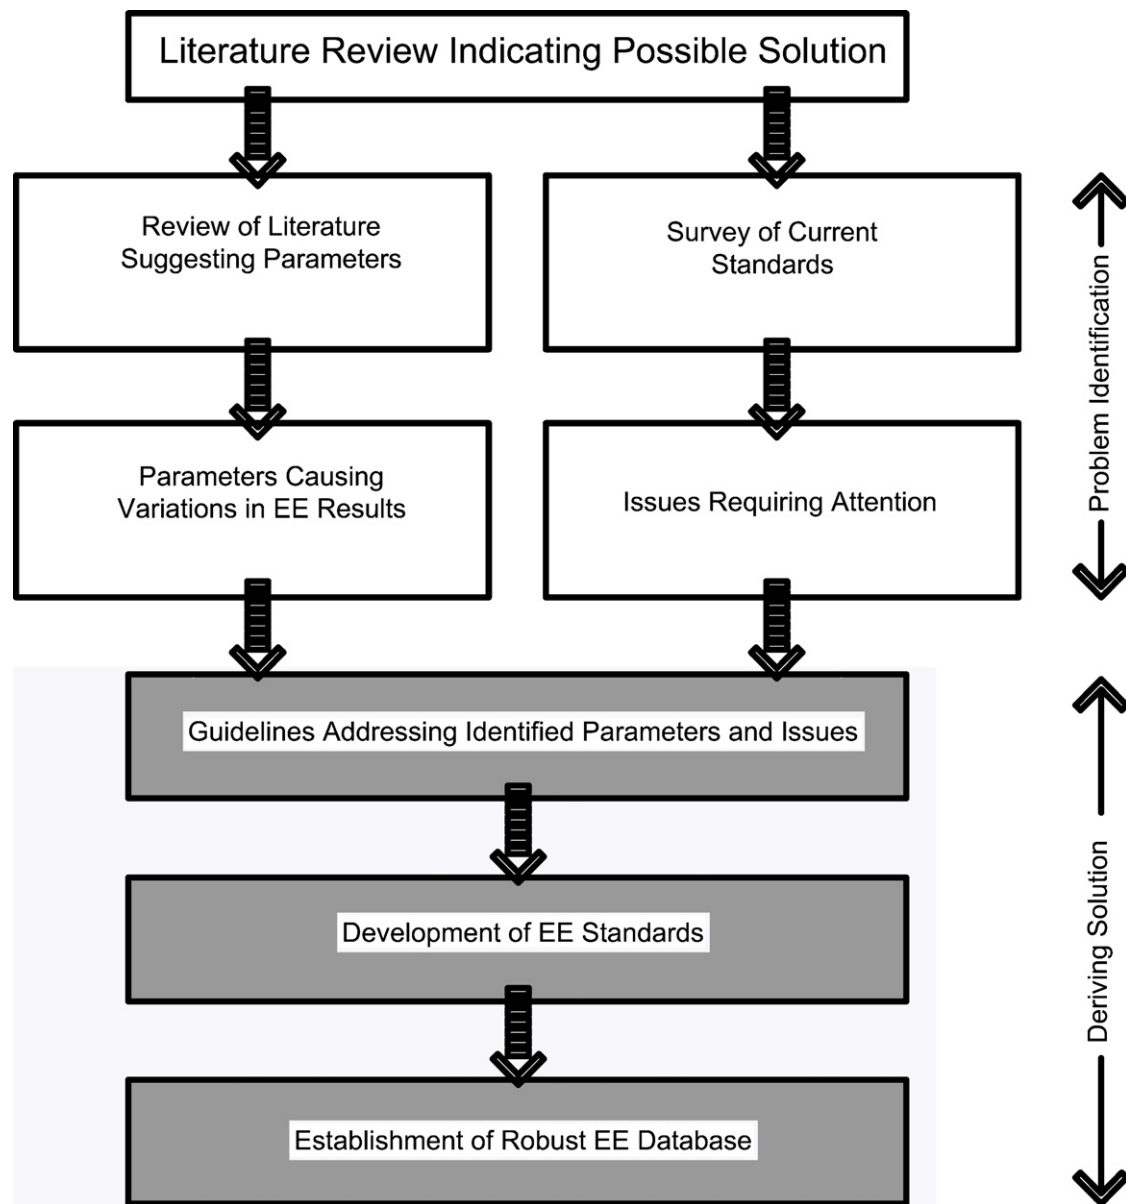 Literature Review Indicating Possible Solution
Review of Literature
Suggesting Parameters
Survey of Current
Standards
Parameters Causing
Variations in EE Results
Issues Requiring Attention
Problem Identification
Guidelines Addressing Identified Parameters and Issues
Development of EE Standards
Establishment of Robust EE Database
Deriving Solution